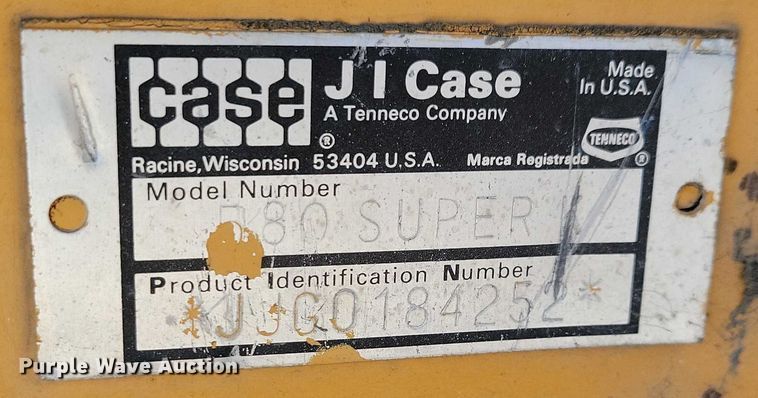 case
J I Case
A Tenneco Company
Made
In U.S.A.
TENNECO
®
®
Racine, Wisconsin 53404 U.S.A.
Marca Registrada
Model Number
80 SUPER
Product Identification Number
*JJG0184252*
Purple Wave Auction